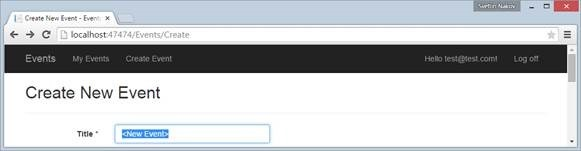 Svetlin Nakov
Create New Event - Event
localhost:47474/Events/Create
Events My Events Create Event Hello test@test.com! Log off
Create New Event
Title * <New Event>